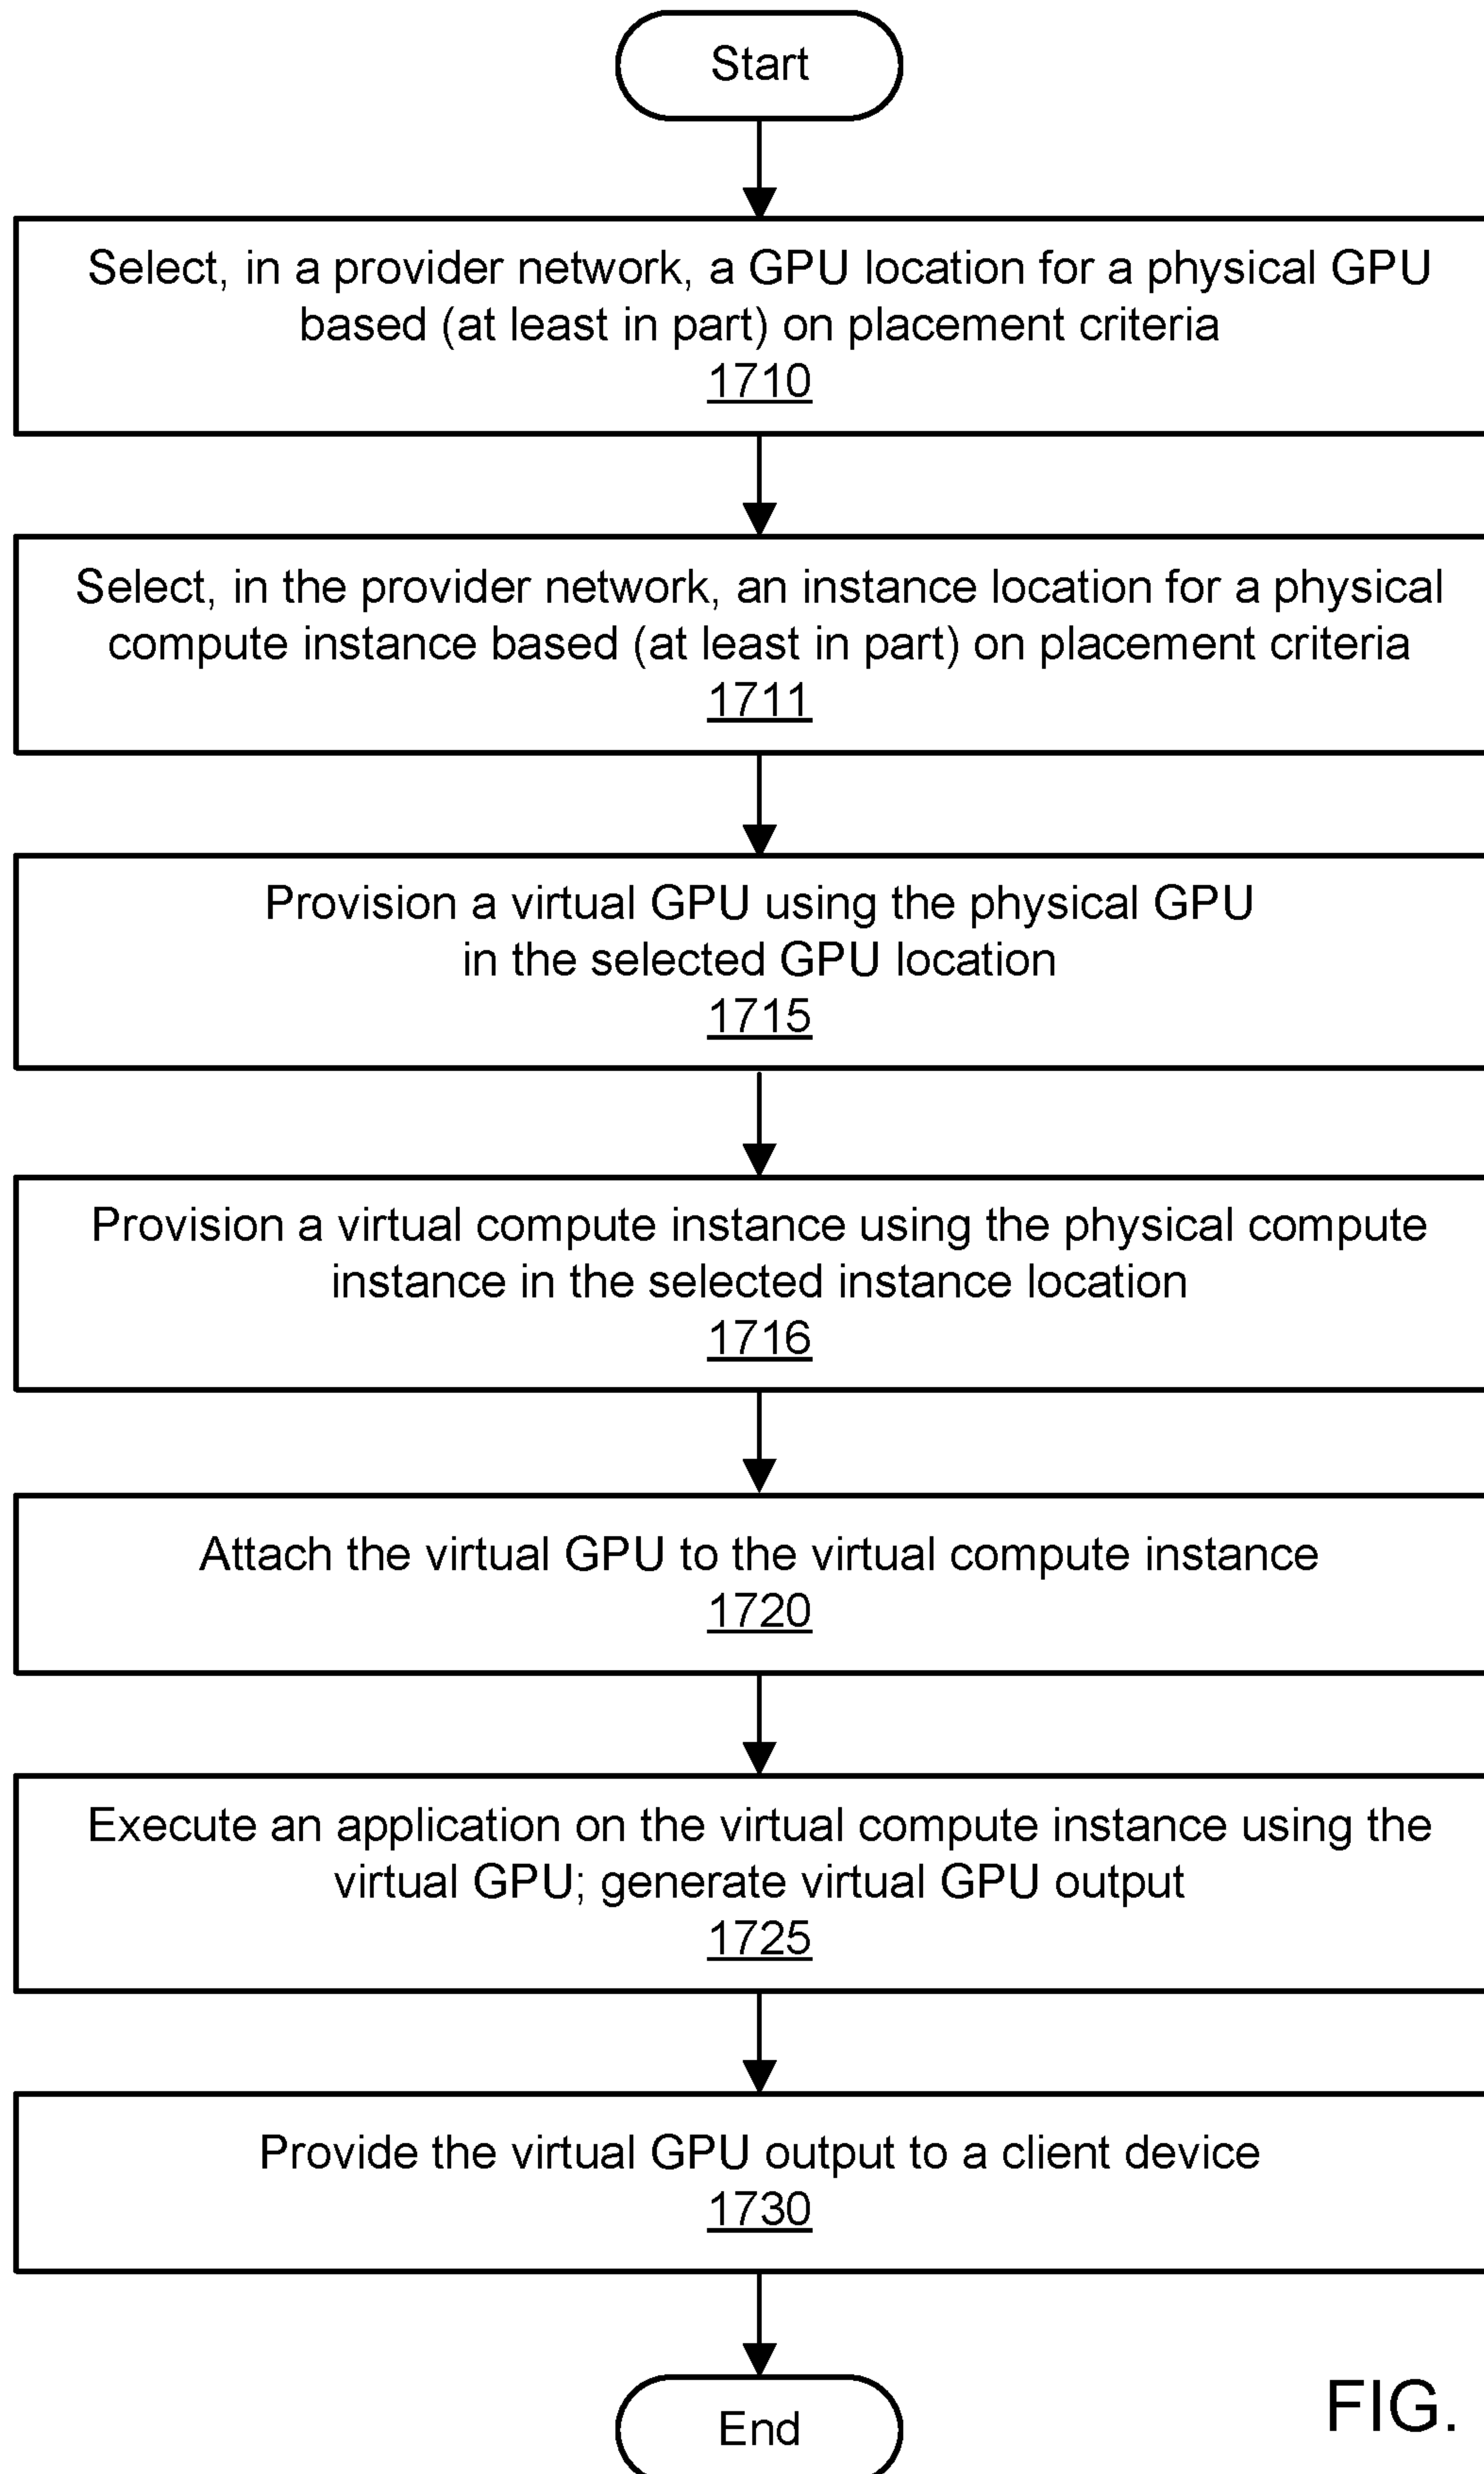 Start
Select, in a provider network, a GPU location for a physical GPU
based (at least in part) on placement criteria
1710
Select, in the provider network, an instance location for a physical
compute instance based (at least in part) on placement criteria
1711
Provision a virtual GPU using the physical GPU
in the selected GPU location
1715
Provision a virtual compute instance using the physical compute
instance in the selected instance location
1716
Attach the virtual GPU to the virtual compute instance
1720
Execute an application on the virtual compute instance using the
virtual GPU; generate virtual GPU output
1725
Provide the virtual GPU output to a client device
1730
End
FIG.